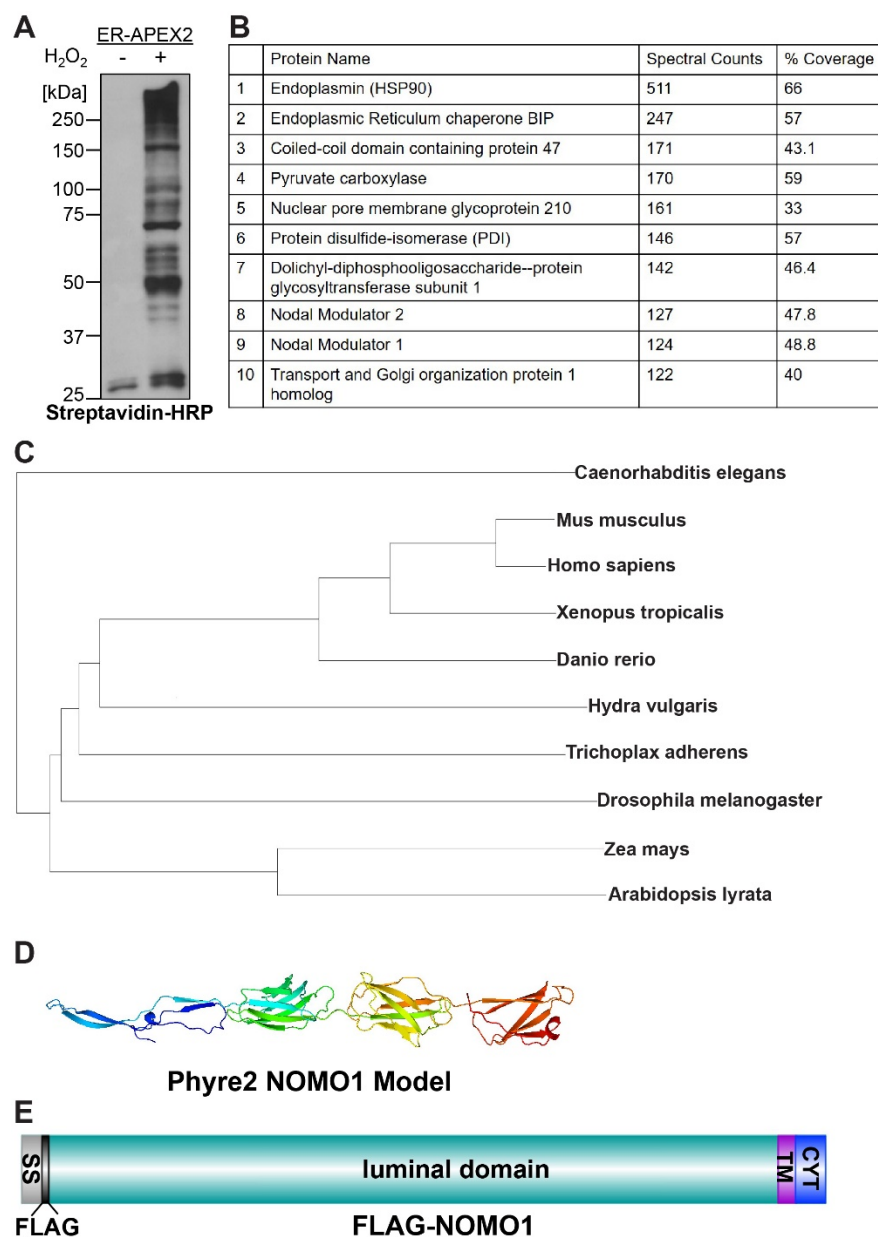 A
ER-APEX2
H₂O₂ - +
[kDa]
250
150
100
75
50
37
25
Streptavidin-HRP
B
Protein Name Spectral Counts % Coverage
1 Endoplasmin (HSP90) 511 66
2 Endoplasmic Reticulum chaperone BIP 247 57
3 Coiled-coil domain containing protein 47 171 43.1
4 Pyruvate carboxylase 170 59
5 Nuclear pore membrane glycoprotein 210 161 33
6 Protein disulfide-isomerase (PDI) 146 57
7 Dolichyl-diphosphooligosaccharide--protein 142 46.4
glycosyltransferase subunit 1
8 Nodal Modulator 2 127 47.8
9 Nodal Modulator 1 124 48.8
10 Transport and Golgi organization protein 1 122 40
homolog
C
Caenorhabditis elegans
Mus musculus
Homo sapiens
Xenopus tropicalis
Danio rerio
Hydra vulgaris
Trichoplax adherens
Drosophila melanogaster
Zea mays
Arabidopsis lyrata
D
Phyre2 NOMO1 Model
E
SS
luminal domain
TM
CYT
FLAG
FLAG-NOMO1